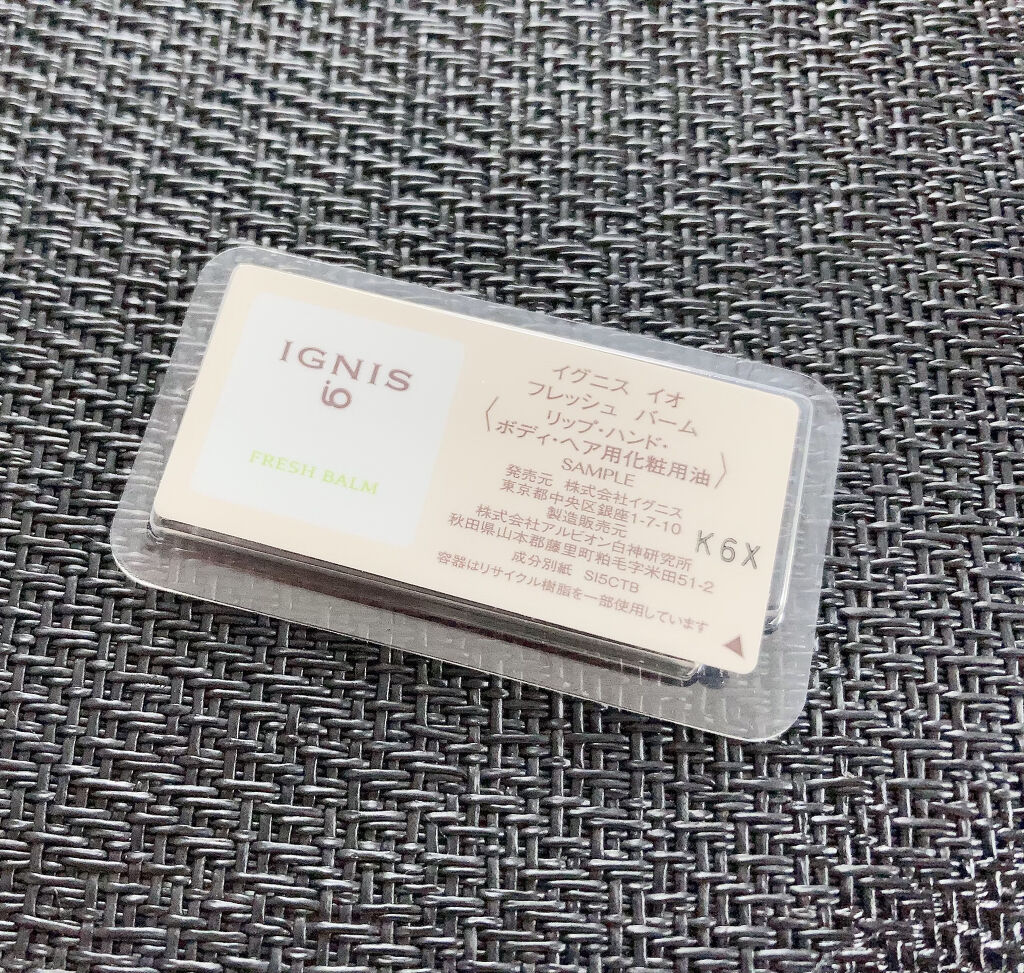 IGNIS
io
FRESH BALM
イグニス イオ
フレッシュ バーム
〈リップ・ハンド・
ボディ・ヘア用化粧用油〉
SAMPLE
発売元 株式会社イグニス
東京都中央区銀座1-7-10
製造販売元
株式会社アルビオン白神研究所
秋田県山本郡藤里町粕毛字米田51-2
成分別紙 SI5CTB
容器はリサイクル樹脂を一部使用しています
K6X